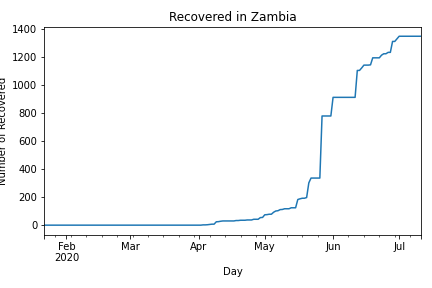 Recovered in Zambia
1400
1200
1000
800
600
400
200
0
Number of Recovered
Feb
2020
Mar
Apr
May
Jun
Jul
Day